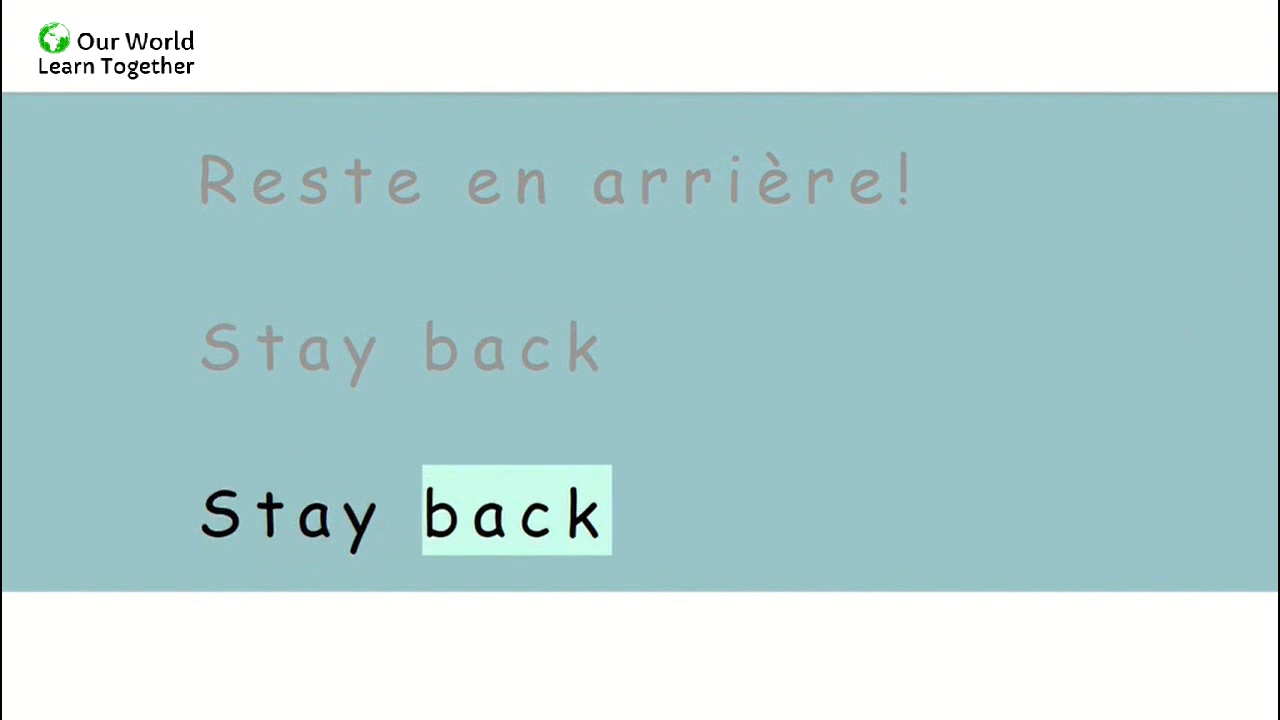 Our World
Learn Together
Reste en arrière!
Stay back
Stay back